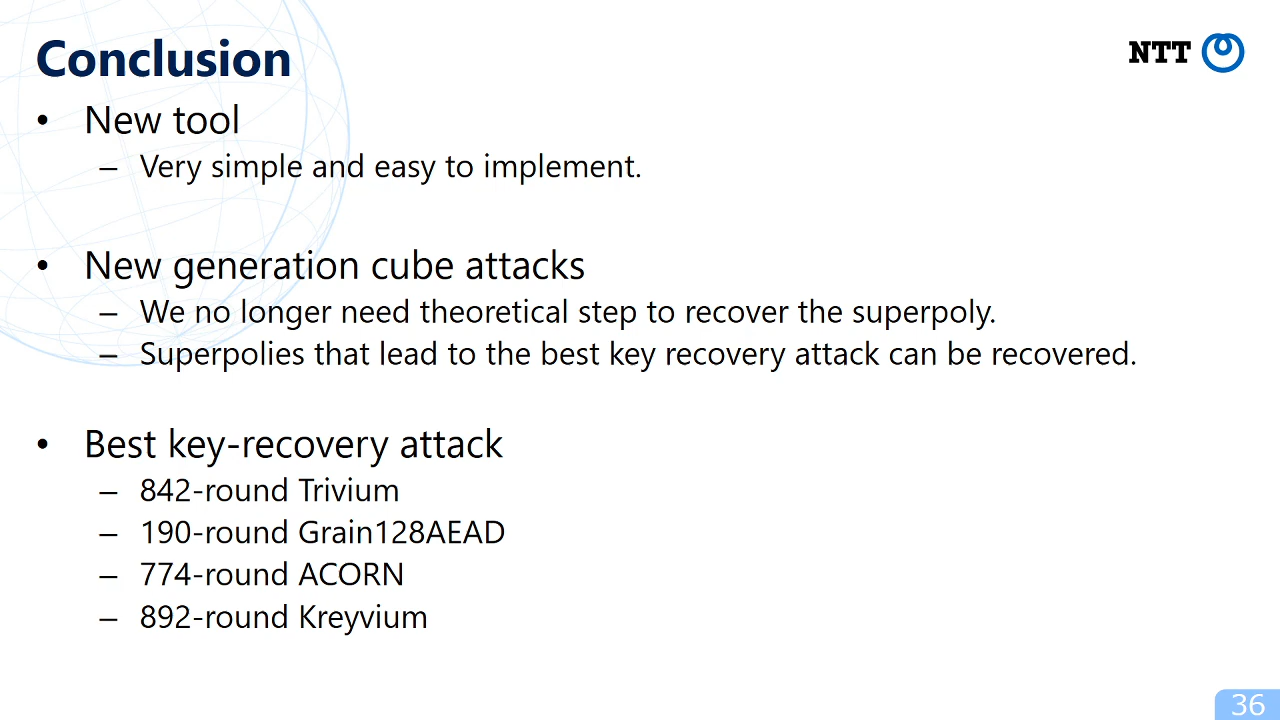 Conclusion
NTT
• New tool
– Very simple and easy to implement.
• New generation cube attacks
– We no longer need theoretical step to recover the superpoly.
– Superpolies that lead to the best key recovery attack can be recovered.
• Best key-recovery attack
– 842-round Trivium
– 190-round Grain128AEAD
– 774-round ACORN
– 892-round Kreyvium
36